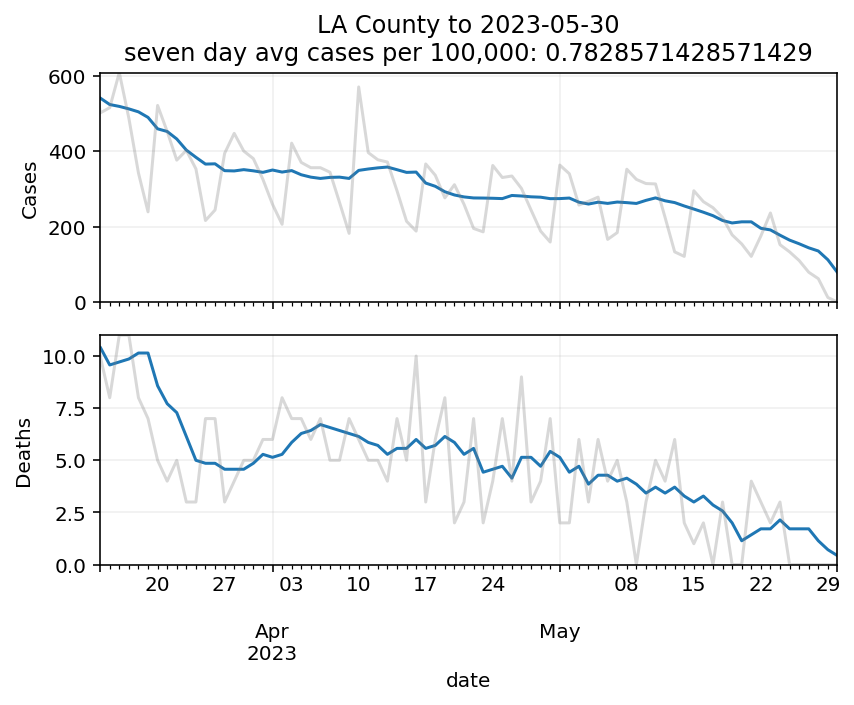 LA County to 2023-05-30
seven day avg cases per 100,000: 0.7828571428571429
600
400
200
0
Cases
10.0
7.5
5.0
2.5
0.0
Deaths
20 27 03 10 17 24 08 15 22 29
Apr May
2023
date